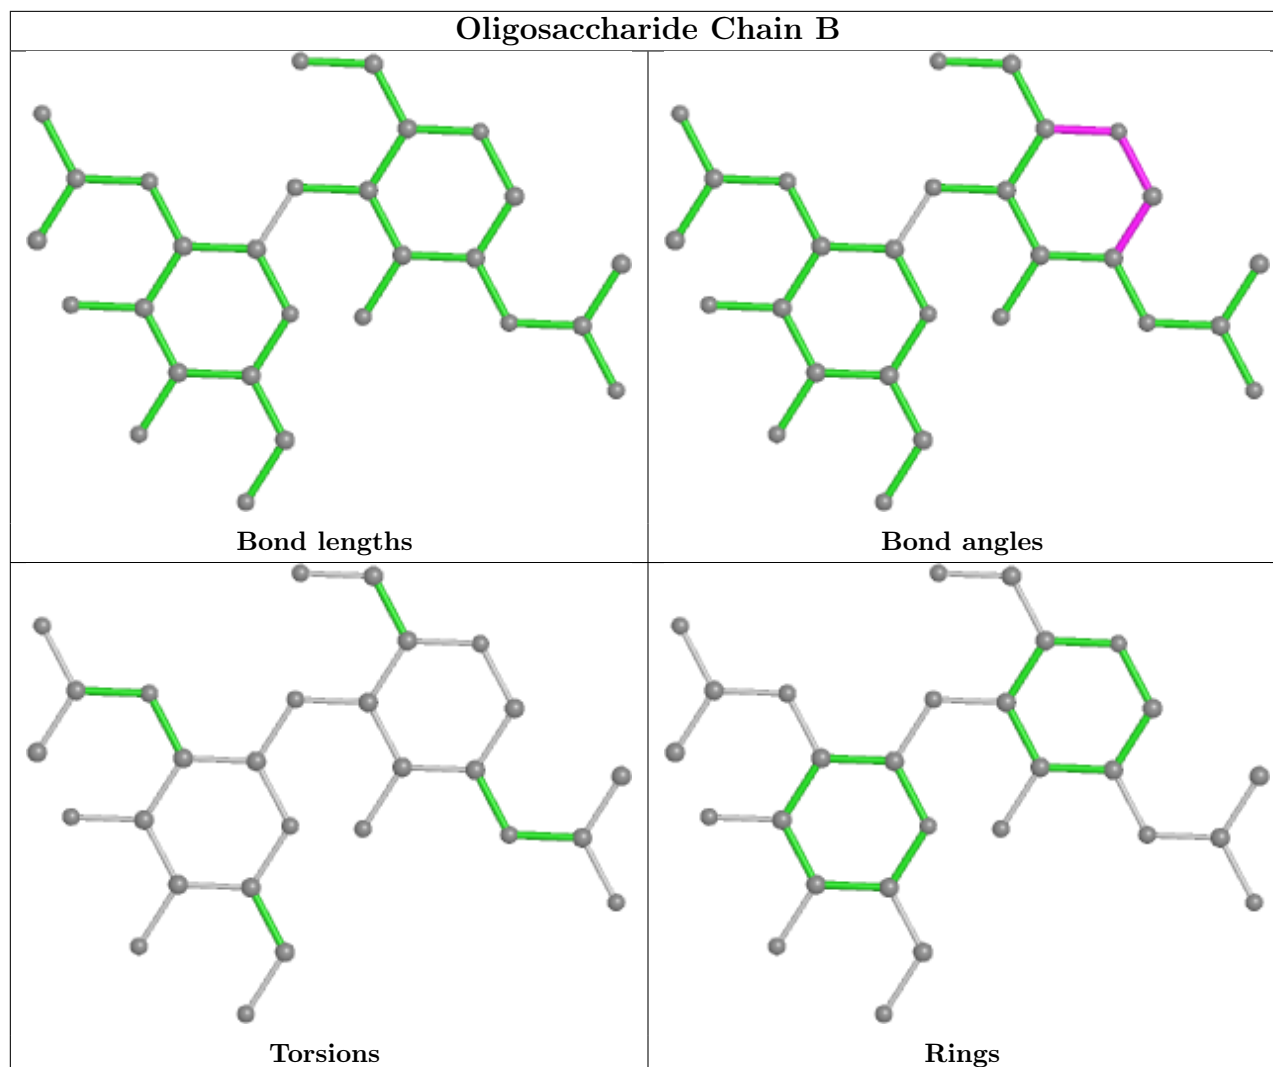 Oligosaccharide Chain B
Bond lengths
Bond angles
Torsions
Rings